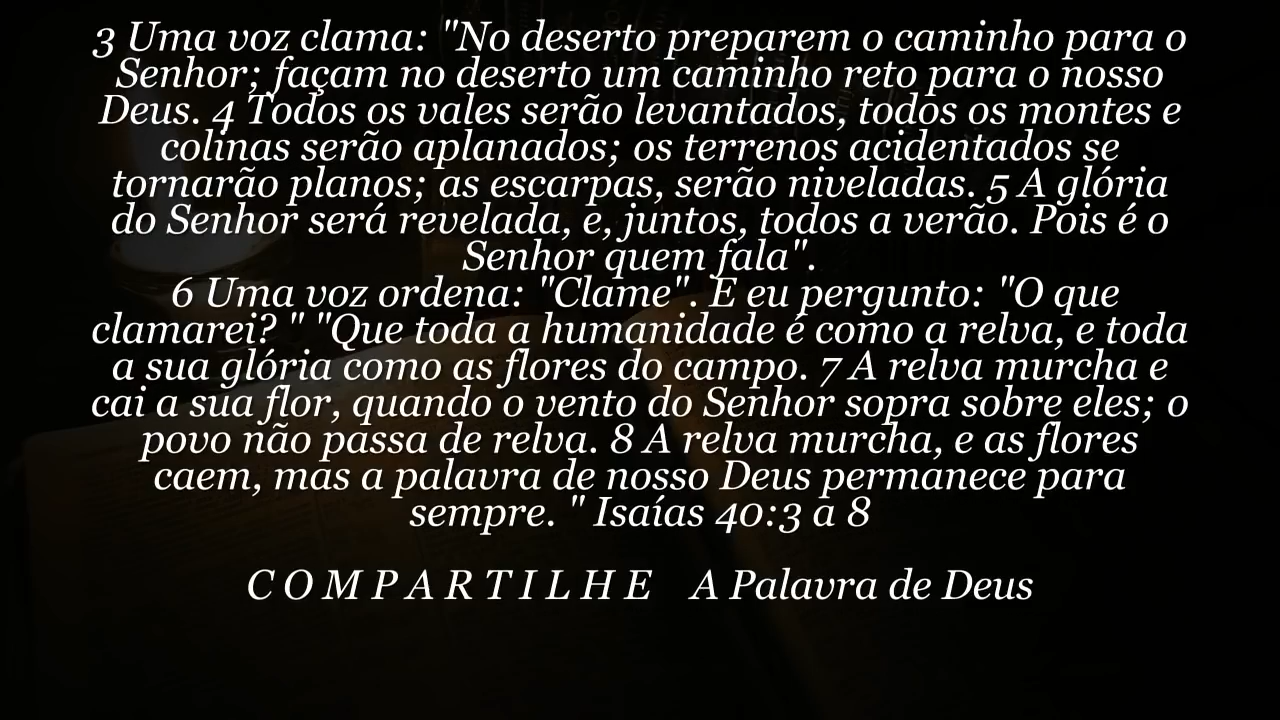 3 Uma voz clama: "No deserto preparem o caminho para o
Senhor; façam no deserto um caminho reto para o nosso
Deus. 4 Todos os vales serão levantados, todos os montes e
colinas serão aplanados; os terrenos acidentados se
tornarão planos; as escarpas, serão niveladas. 5 A glória
do Senhor será revelada, e, juntos, todos a verão. Pois é o
Senhor quem fala".
6 Uma voz ordena: "Clame". E eu pergunto: "O que
clamarei? " "Que toda a humanidade é como a relva, e toda
a sua glória como as flores do campo. 7 A relva murcha e
cai a sua flor, quando o vento do Senhor sopra sobre eles; o
povo não passa de relva. 8 A relva murcha, e as flores
caem, mas a palavra de nosso Deus permanece para
sempre. " Isaías 40:3 a 8
C O M P A R T I L H E A Palavra de Deus